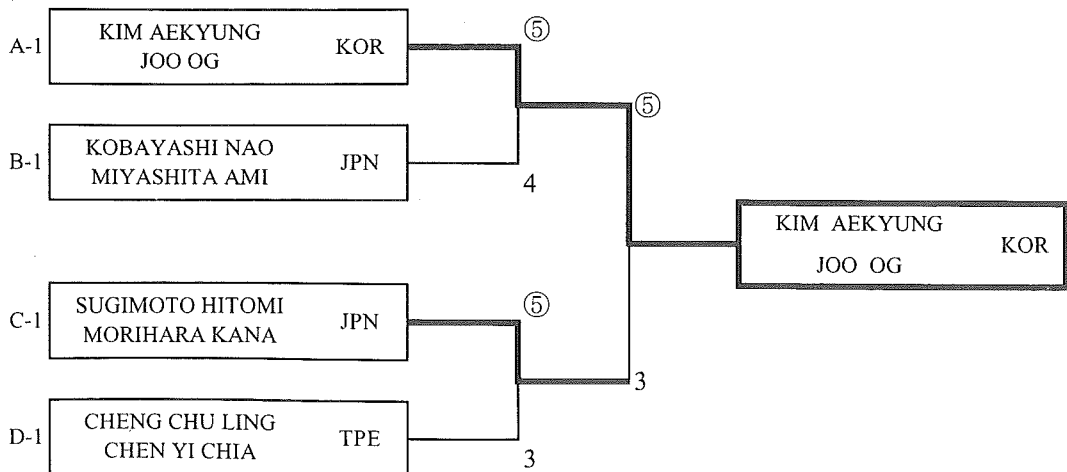 A-1 KIM AEKYUNG KOR
JOO OG
⑤
B-1 KOBAYASHI NAO JPN
MIYASHITA AMI
4
C-1 SUGIMOTO HITOMI JPN
MORIHARA KANA
⑤
D-1 CHENG CHU LING TPE
CHEN YI CHIA
3
⑤
3
KIM AEKYUNG KOR
JOO OG